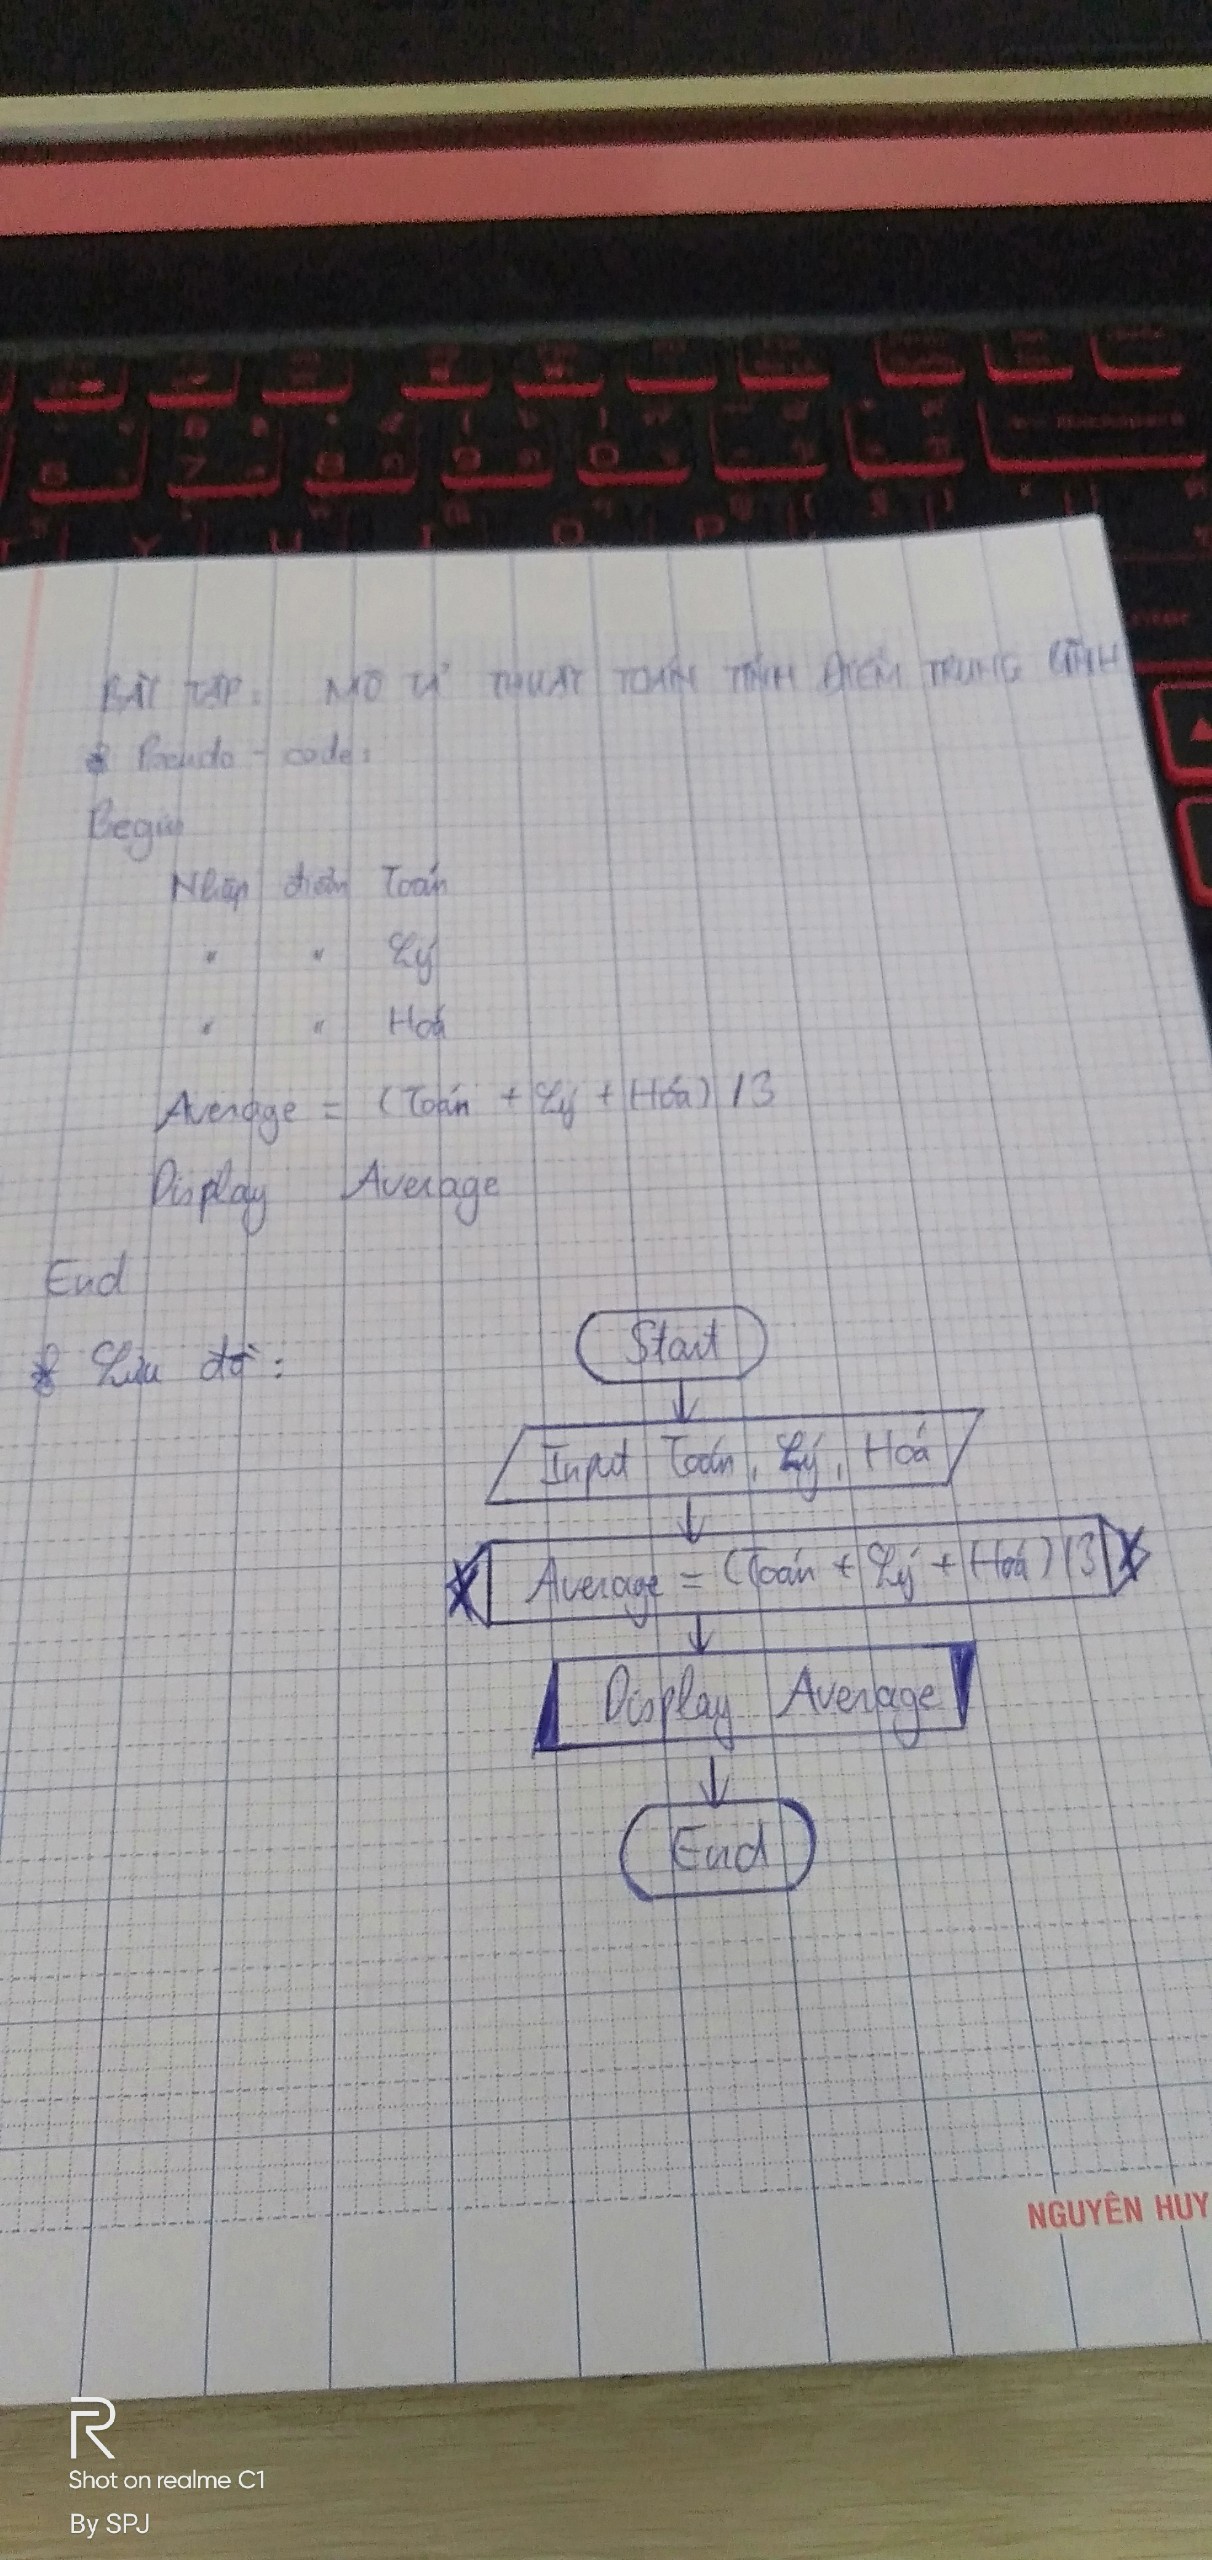 BÀI TẬP: MÔ TẢ THUẬT TOÁN TÍNH ĐIỂM TRUNG BÌNH
* Pseudo - code:
Begin
Nhập điểm Toán
" " Lý
" " Hoá
Average = (Toán + Lý + Hóa) / 3
Display Average
End
* Lưu đồ:
Start
Input Toán, Lý, Hoá
Average = (Toán + Lý + Hoá) / 3
Display Average
End
NGUYÊN HUY
R
Shot on realme C1
By SPJ